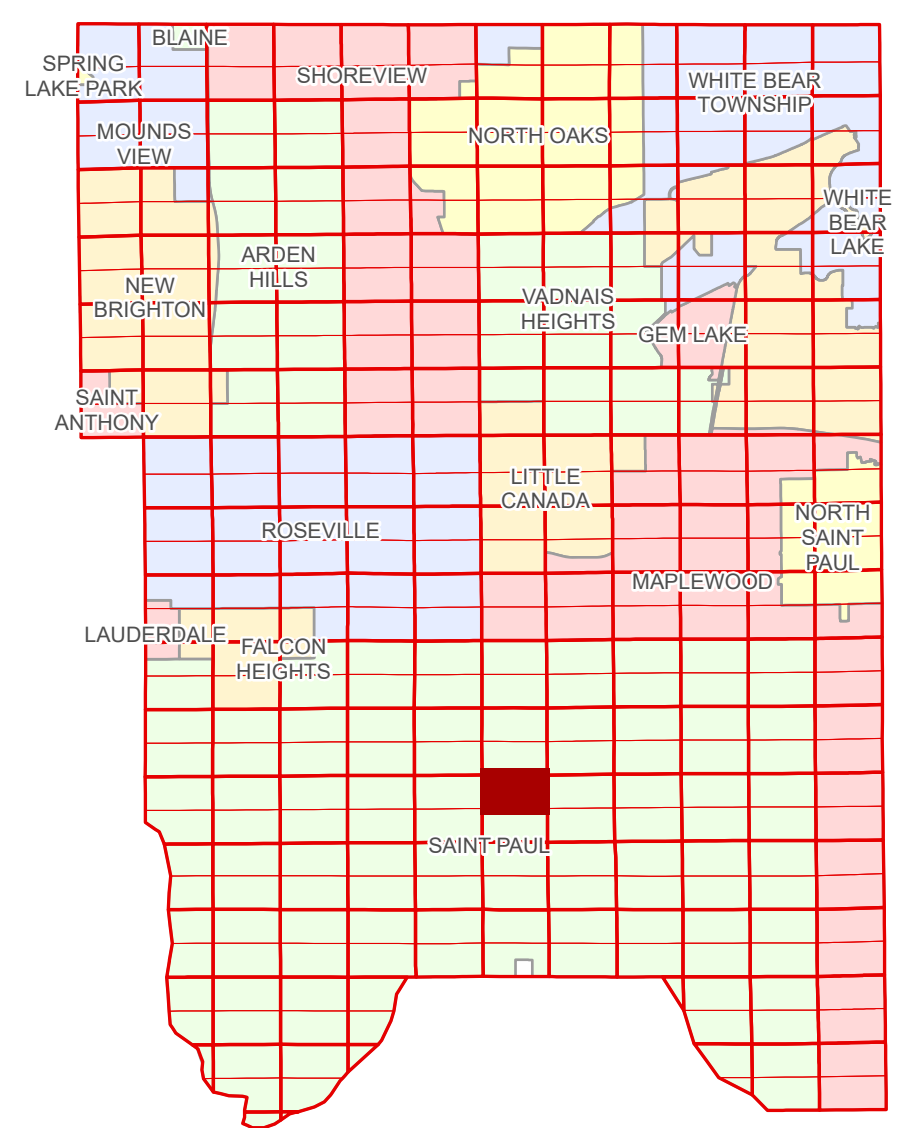 BLAINE
SPRING
LAKE PARK
SHOREVIEW
WHITE BEAR
TOWNSHIP
MOUNDS
VIEW
NORTH OAKS
WHITE
BEAR
LAKE
ARDEN
HILLS
NEW
BRIGHTON
VADNAIS
HEIGHTS
GEM LAKE
SAINT
ANTHONY
LITTLE
CANADA
NORTH
SAINT
PAUL
ROSEVILLE
MAPLEWOOD
LAUDERDALE
FALCON
HEIGHTS
SAINT PAUL